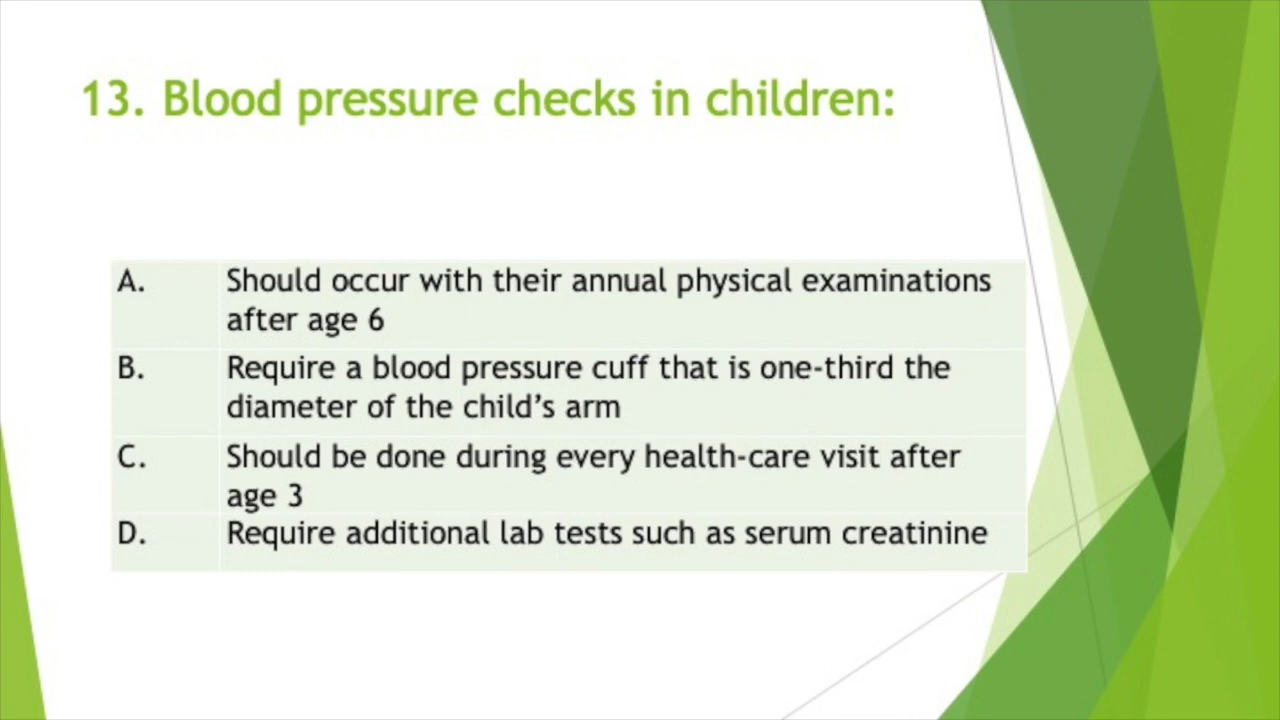 13. Blood pressure checks in children:
A. Should occur with their annual physical examinations
after age 6
B. Require a blood pressure cuff that is one-third the
diameter of the child’s arm
C. Should be done during every health-care visit after
age 3
D. Require additional lab tests such as serum creatinine